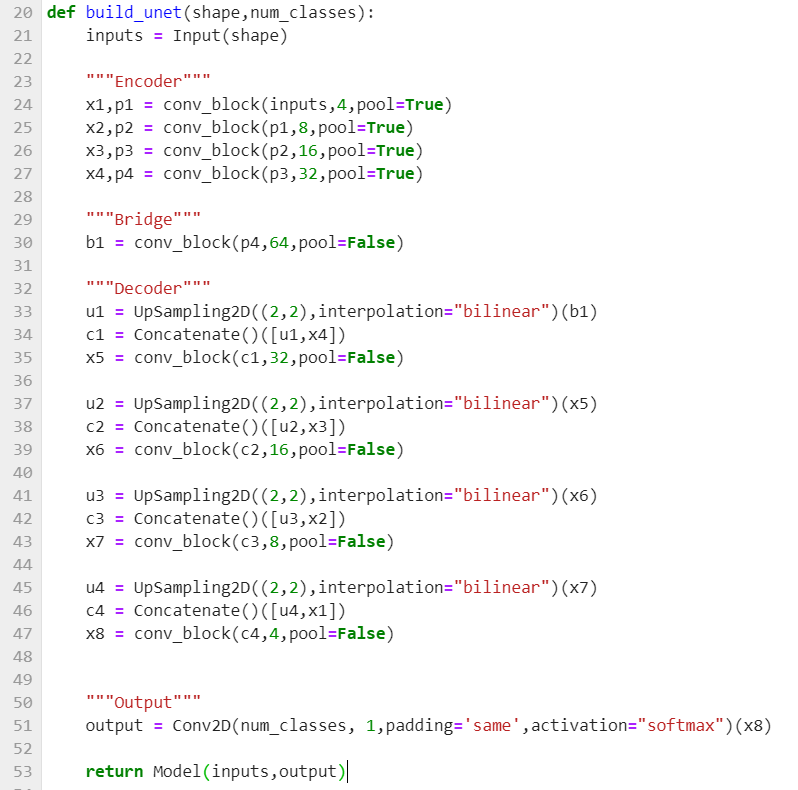 20 def build_unet(shape,num_classes):
21     inputs = Input(shape)
22
23     """Encoder"""
24     x1,p1 = conv_block(inputs,4,pool=True)
25     x2,p2 = conv_block(p1,8,pool=True)
26     x3,p3 = conv_block(p2,16,pool=True)
27     x4,p4 = conv_block(p3,32,pool=True)
28
29     """Bridge"""
30     b1 = conv_block(p4,64,pool=False)
31
32     """Decoder"""
33     u1 = UpSampling2D((2,2),interpolation="bilinear")(b1)
34     c1 = Concatenate()([u1,x4])
35     x5 = conv_block(c1,32,pool=False)
36
37     u2 = UpSampling2D((2,2),interpolation="bilinear")(x5)
38     c2 = Concatenate()([u2,x3])
39     x6 = conv_block(c2,16,pool=False)
40
41     u3 = UpSampling2D((2,2),interpolation="bilinear")(x6)
42     c3 = Concatenate()([u3,x2])
43     x7 = conv_block(c3,8,pool=False)
44
45     u4 = UpSampling2D((2,2),interpolation="bilinear")(x7)
46     c4 = Concatenate()([u4,x1])
47     x8 = conv_block(c4,4,pool=False)
48
49
50     """Output"""
51     output = Conv2D(num_classes, 1,padding='same',activation="softmax")(x8)
52
53     return Model(inputs,output)